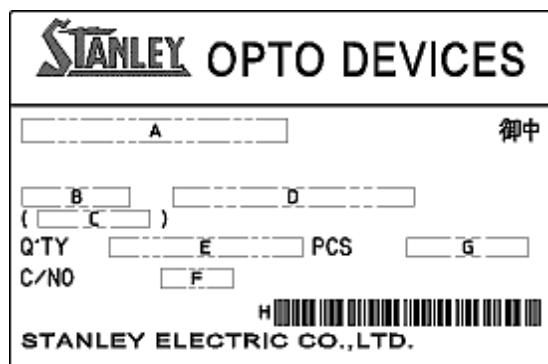 STANLEY OPTO DEVICES
A 御中
B D
( C )
Q'TY E PCS G
C/NO F
H
STANLEY ELECTRIC CO.,LTD.